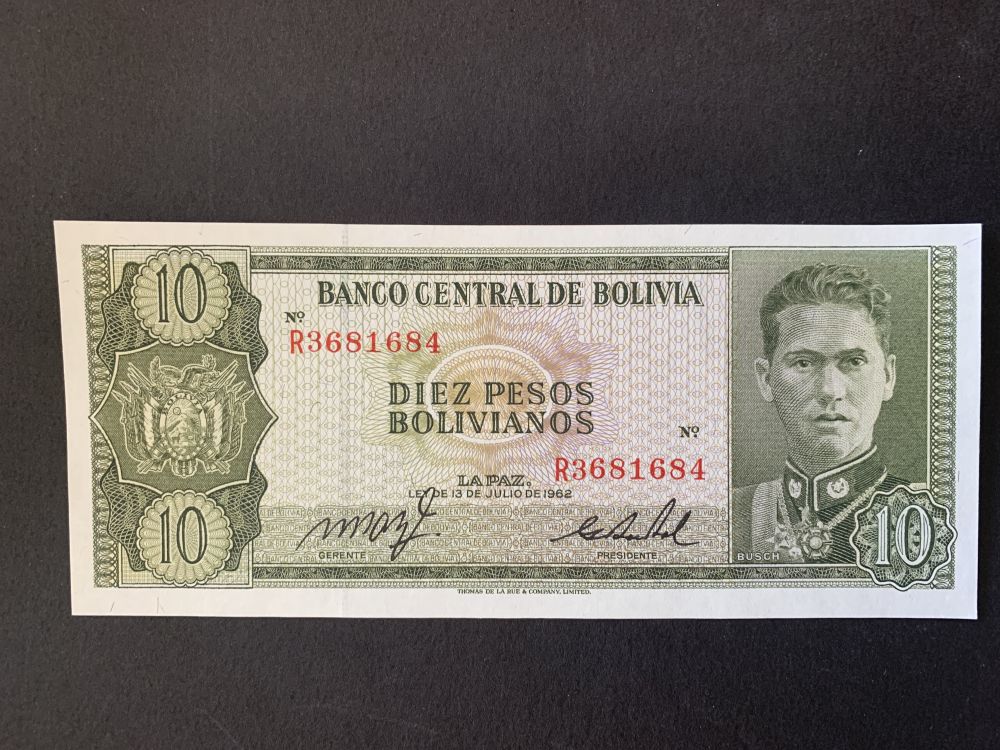 10
BANCO CENTRAL DE BOLIVIA
Nº
R3681684
DIEZ PESOS
BOLIVIANOS
Nº
R3681684
LA PAZ,
LEY DE 13 DE JULIO DE 1962
10
GERENTE
PRESIDENTE
BUSCH
10
THOMAS DE LA RUE & COMPANY, LIMITED.